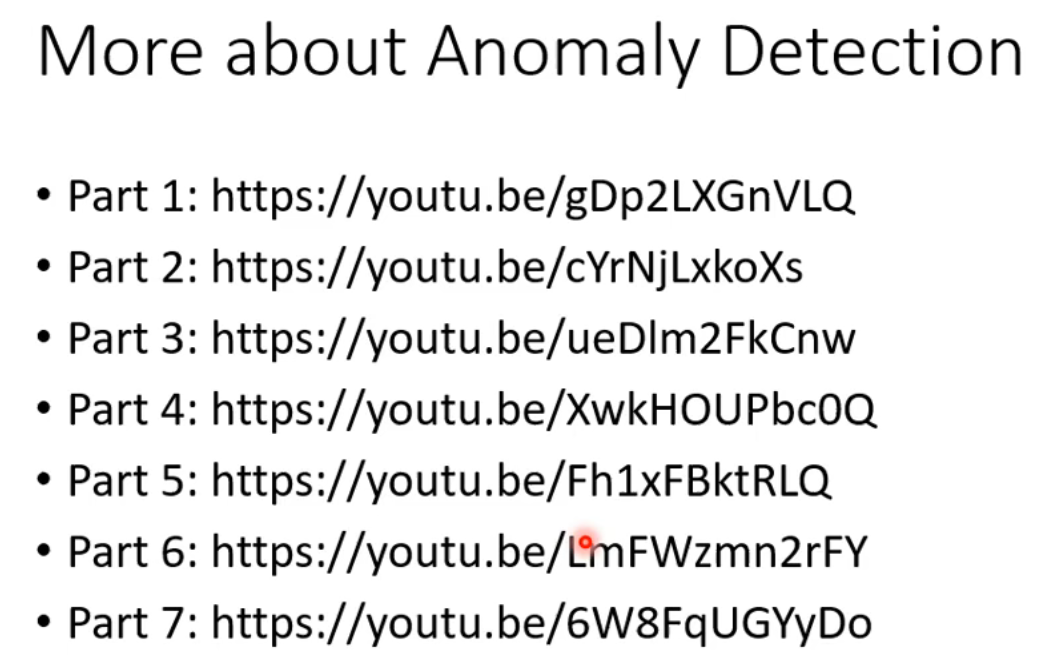 More about Anomaly Detection
• Part 1: https://youtu.be/gDp2LXGnVLQ
• Part 2: https://youtu.be/cYrNjLxkoXs
• Part 3: https://youtu.be/ueDlm2FkCnw
• Part 4: https://youtu.be/XwkHOUPbc0Q
• Part 5: https://youtu.be/Fh1xFBktRLQ
• Part 6: https://youtu.be/LmFWzmn2rFY
• Part 7: https://youtu.be/6W8FqUGYyDo